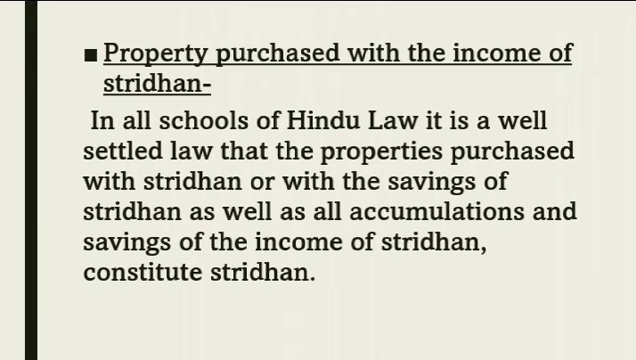 ■ Property purchased with the income of
stridhan-
In all schools of Hindu Law it is a well
settled law that the properties purchased
with stridhan or with the savings of
stridhan as well as all accumulations and
savings of the income of stridhan,
constitute stridhan.